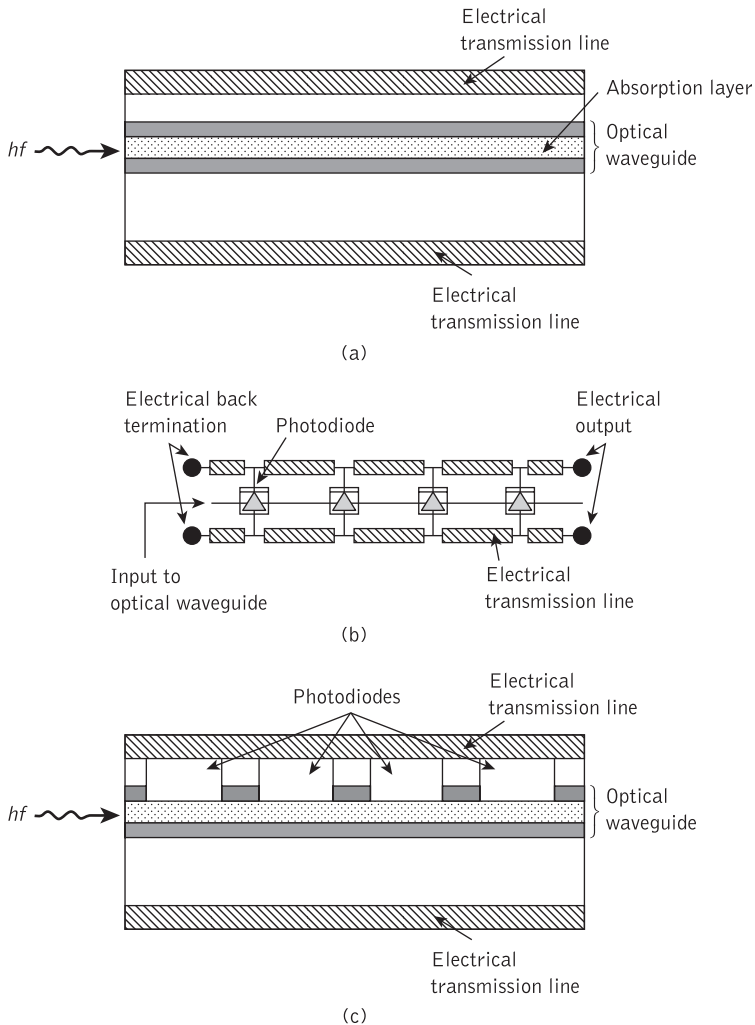 Electrical
transmission line
Absorption layer
Optical
waveguide
hf
Electrical
transmission line
(a)
Electrical back
termination
Photodiode
Electrical
output
Input to
optical waveguide
Electrical
transmission line
(b)
Photodiodes
Electrical
transmission line
Optical
waveguide
hf
Electrical
transmission line
(c)